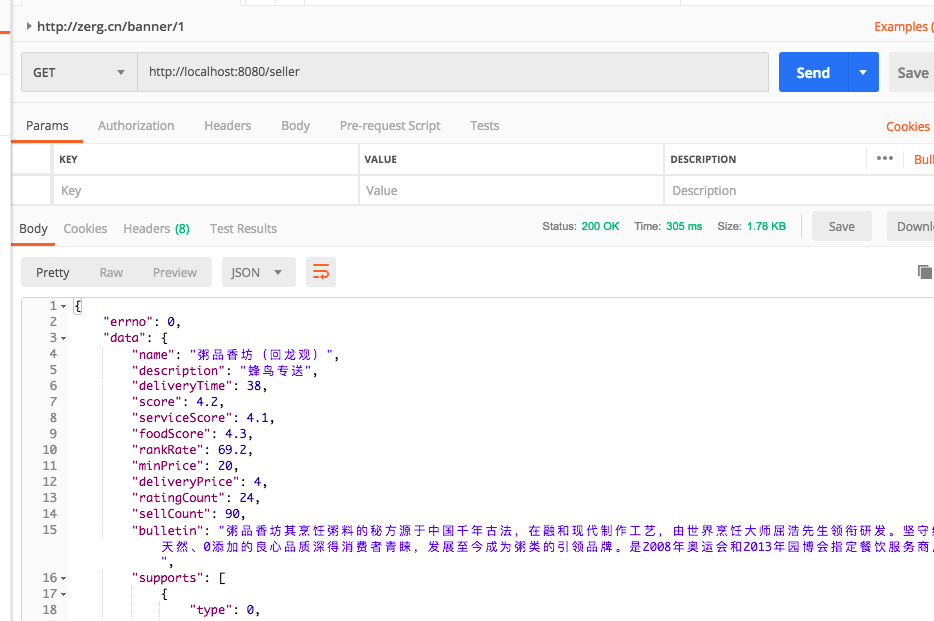 http://zerg.cn/banner/1 Examples (
GET http://localhost:8080/seller Send Save
Params Authorization Headers Body Pre-request Script Tests Cookies
KEY VALUE DESCRIPTION ••• Bul
Key Value Description
Body Cookies Headers (8) Test Results Status: 200 OK Time: 305 ms Size: 1.78 KB Save Downl
Pretty Raw Preview JSON
1 {
2 "errno": 0,
3 "data": {
4 "name": "粥品香坊（回龙观）",
5 "description": "蜂鸟专送",
6 "deliveryTime": 38,
7 "score": 4.2,
8 "serviceScore": 4.1,
9 "foodScore": 4.3,
10 "rankRate": 69.2,
11 "minPrice": 20,
12 "deliveryPrice": 4,
13 "ratingCount": 24,
14 "sellCount": 90,
15 "bulletin": "粥品香坊其烹饪粥料的秘方源于中国千年古法，在融和现代制作工艺，由世界烹饪大师屈浩先生领衔研发。坚守
天然、0添加的良心品质深得消费者青睐，发展至今成为粥类的引领品牌。是2008年奥运会和2013年园博会指定餐饮服务商
",
16 "supports": [
17 {
18 "type": 0,